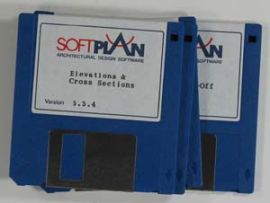 SOFTPLAN
ARCHITECTURAL DESIGN SOFTWARE
Elevations &
Cross Sections
Version 5.3.4
-Off